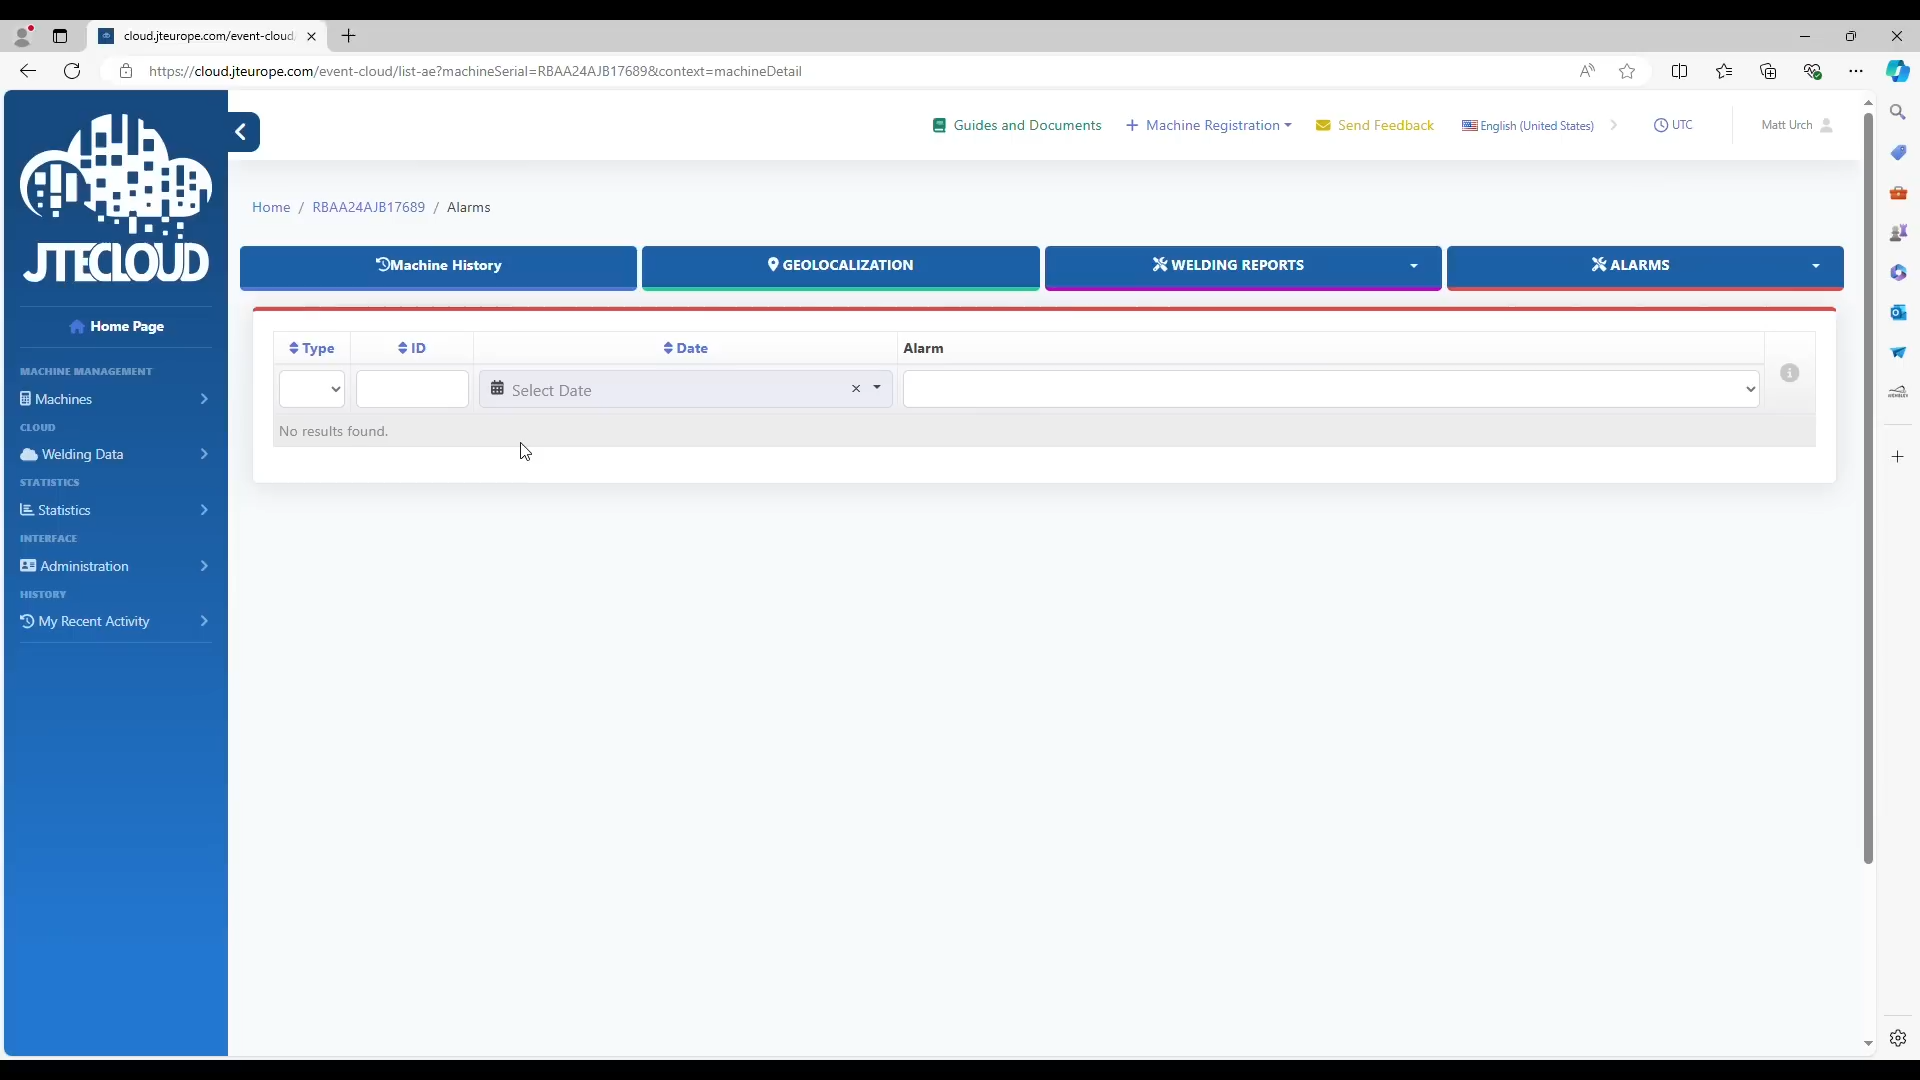 cloud.jteurope.com/event-cloud
https://cloud.jteurope.com/event-cloud/list-ae?machineSerial=RBAA24AJB17689&context=machineDetail
JTECLOUD
Guides and Documents
Machine Registration
Send Feedback
English (United States)
UTC
Matt Urch
Home / RBAA24AJB17689 / Alarms
Machine History
GEOLOCALIZATION
WELDING REPORTS
ALARMS
Home Page
MACHINE MANAGEMENT
Machines
CLOUD
Welding Data
STATISTICS
Statistics
INTERFACE
Administration
HISTORY
My Recent Activity
Type
ID
Date
Alarm
Select Date
No results found.